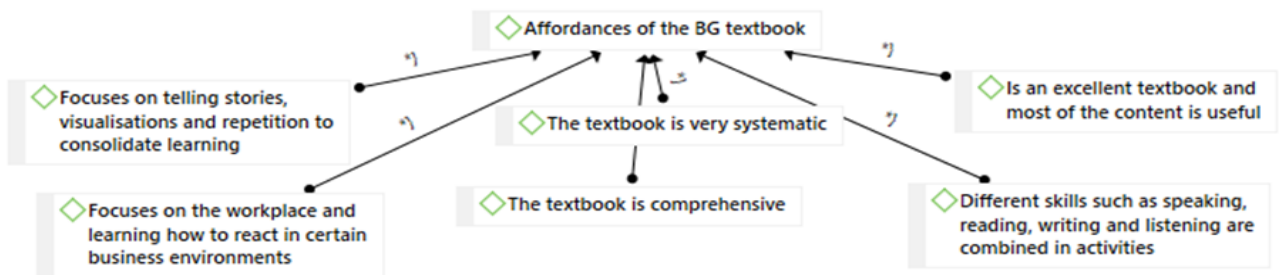 Affordances of the BG textbook
Focuses on telling stories,
visualisations and repetition to
consolidate learning
The textbook is very systematic
Is an excellent textbook and
most of the content is useful
Focuses on the workplace and
learning how to react in certain
business environments
The textbook is comprehensive
Different skills such as speaking,
reading, writing and listening are
combined in activities